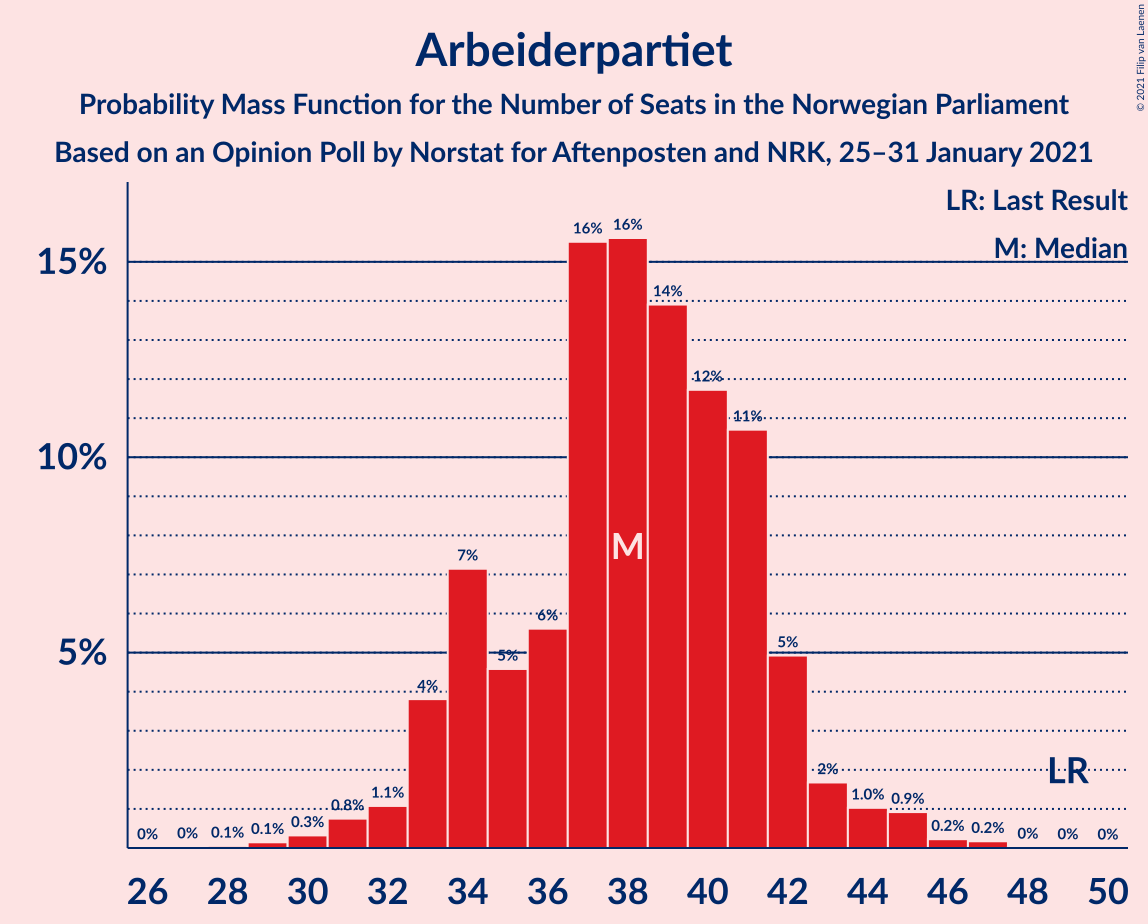 Arbeiderpartiet
Probability Mass Function for the Number of Seats in the Norwegian Parliament
Based on an Opinion Poll by Norstat for Aftenposten and NRK, 25–31 January 2021
© 2021 Filip van Laenen
LR: Last Result
M: Median
15%
10%
5%
0% 0% 0.1% 0.1% 0.3% 0.8% 1.1% 4% 7% 5% 6% 16% 16% 14% 12% 11% 5% 2% 1.0% 0.9% 0.2% 0.2% 0% 0% 0%
M
LR
26 28 30 32 34 36 38 40 42 44 46 48 50